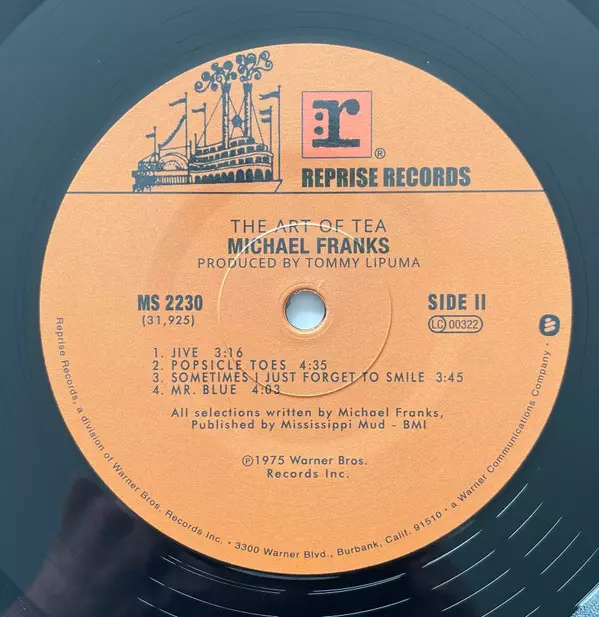 r
®
REPRISE RECORDS
THE ART OF TEA
MICHAEL FRANKS
PRODUCED BY TOMMY LIPUMA
MS 2230
(31,925)
SIDE II
LC 00322
1. JIVE 3:16
2. POPSICLE TOES 4:35
3. SOMETIMES I JUST FORGET TO SMILE 3:45
4. MR. BLUE 4:03
All selections written by Michael Franks,
Published by Mississippi Mud - BMI
℗1975 Warner Bros.
Records Inc.
Reprise Records, a division of Warner Bros. Records Inc. • 3300 Warner Blvd., Burbank, Calif. 91510 • a Warner Communications Company •